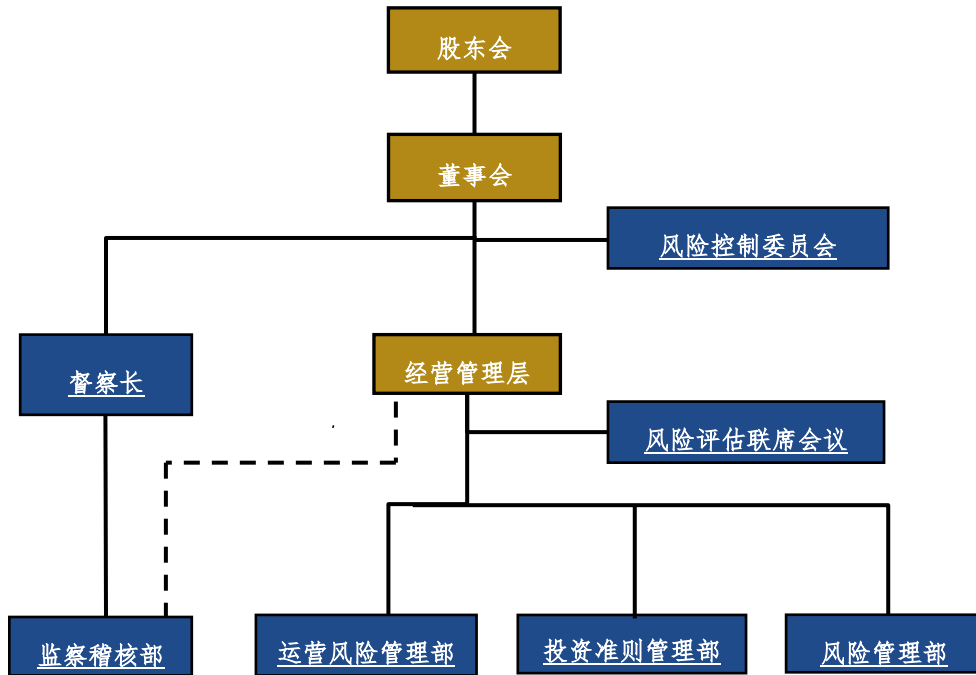 股东会
董事会
风险控制委员会
督察长
经营管理层
风险评估联席会议
监察稽核部
运营风险管理部
投资准则管理部
风险管理部